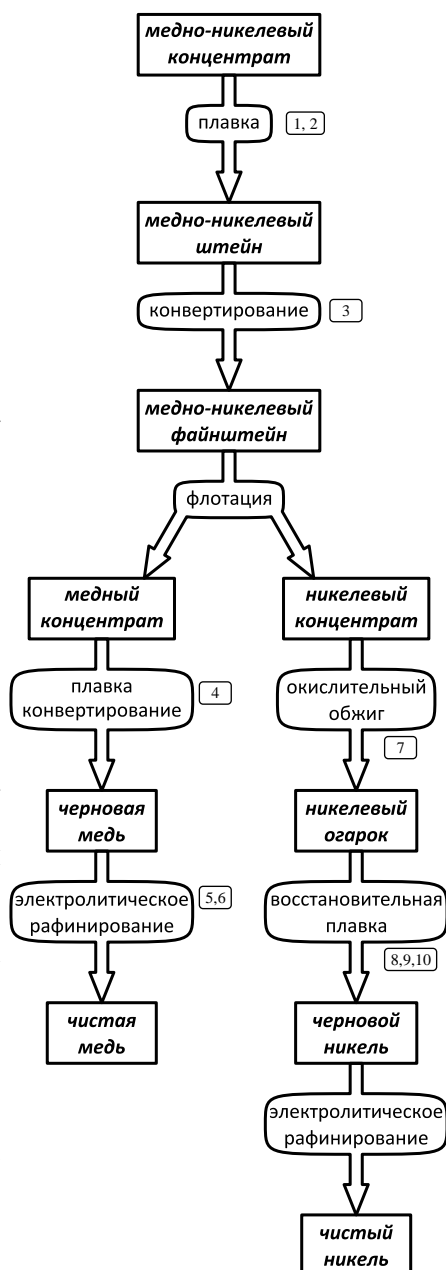 медно-никелевый
концентрат
плавка
1, 2
медно-никелевый
штейн
конвертирование
3
медно-никелевый
файнштейн
флотация
медный
концентрат
никелевый
концентрат
плавка
конвертирование
4
окислительный
обжиг
7
черновая
медь
никелевый
огарок
электролитическое
рафинирование
5,6
восстановительная
плавка
8,9,10
чистая
медь
черновой
никель
электролитическое
рафинирование
чистый
никель